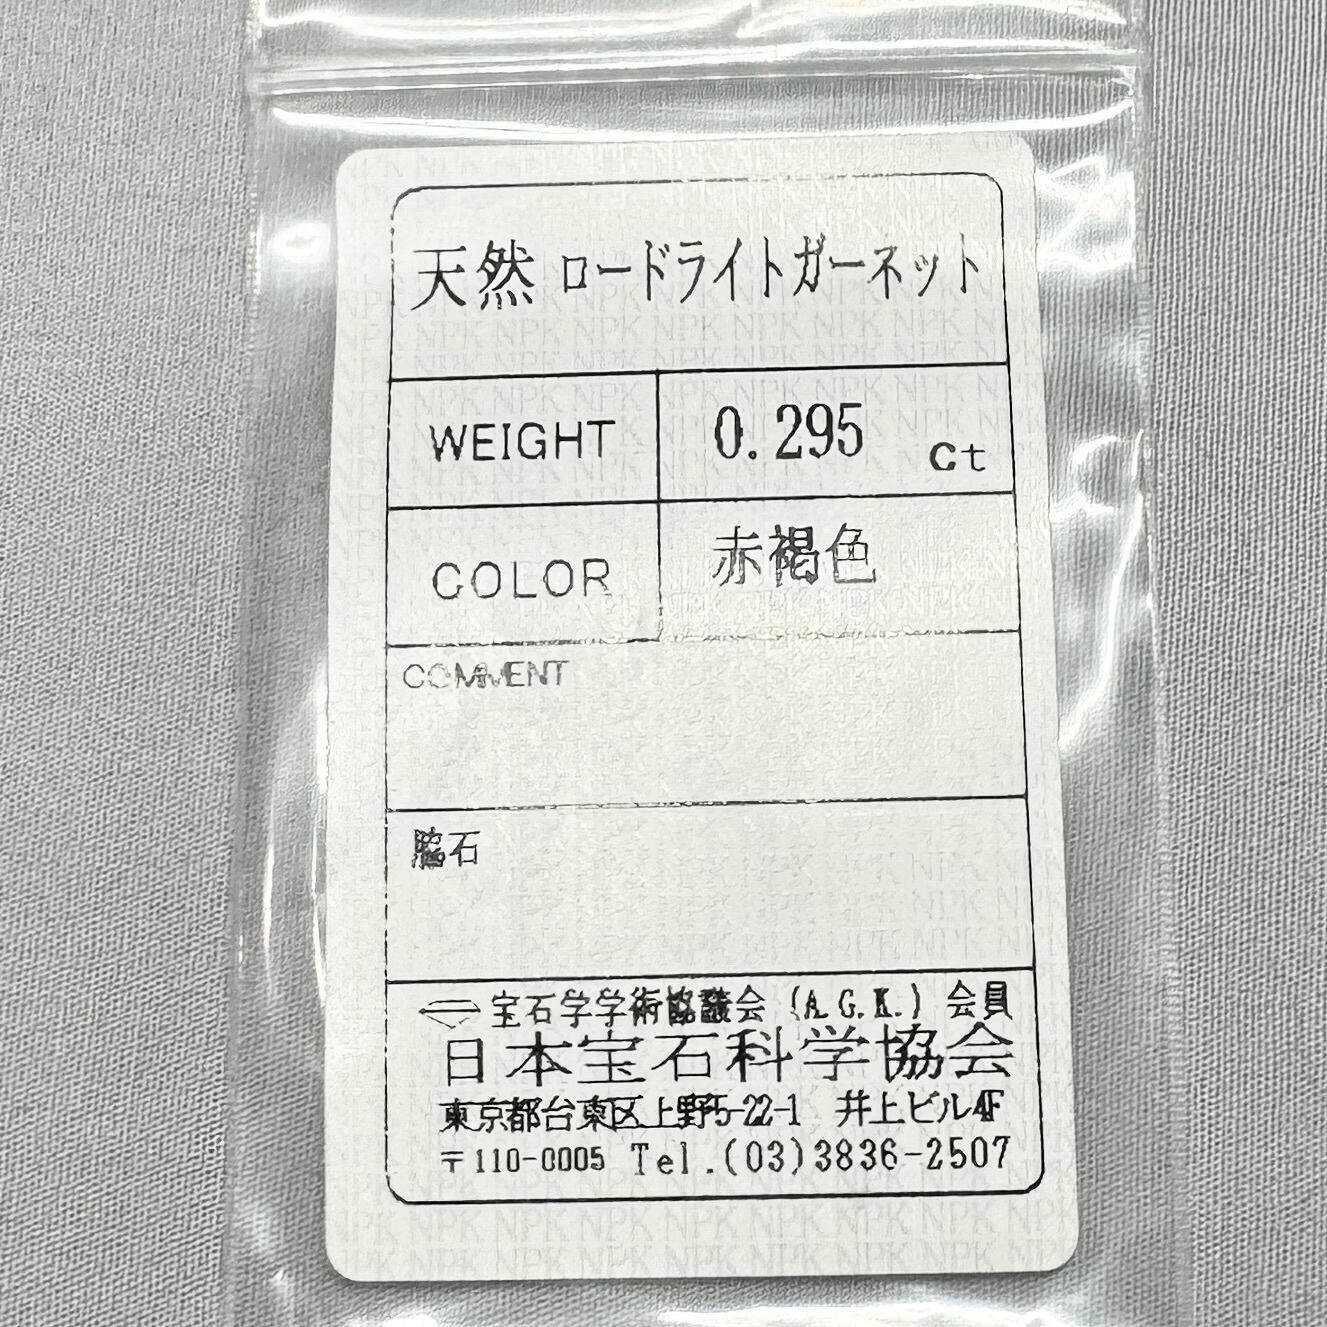 天然 ロードライトガーネット
WEIGHT 0.295 ct
COLOR 赤褐色
COMMENT
脇石
宝石学学術協議会 (A.G.K.) 会員
日本宝石科学協会
東京都台東区上野5-22-1 井上ビル4F
〒110-0005 Tel.(03)3836-2507